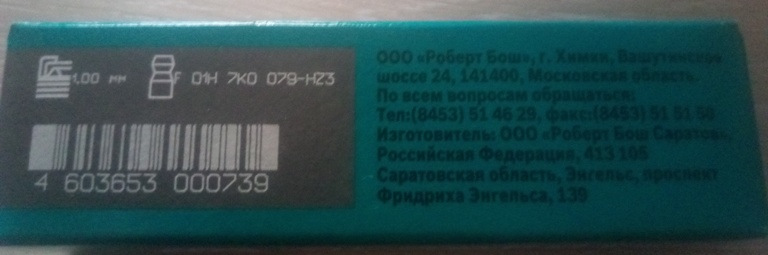 1.00 мм F 01H 7K0 079-HZ3
4 603653 000739
ООО «Роберт Бош», г. Химки, Вашутинское
шоссе 24, 141400, Московская область.
По всем вопросам обращаться:
Тел:(8453) 51 46 29, факс:(8453) 51 51 56
Изготовитель: ООО «Роберт Бош Саратов»,
Российская Федерация, 413 105
Саратовская область, Энгельс, проспект
Фридриха Энгельса, 139